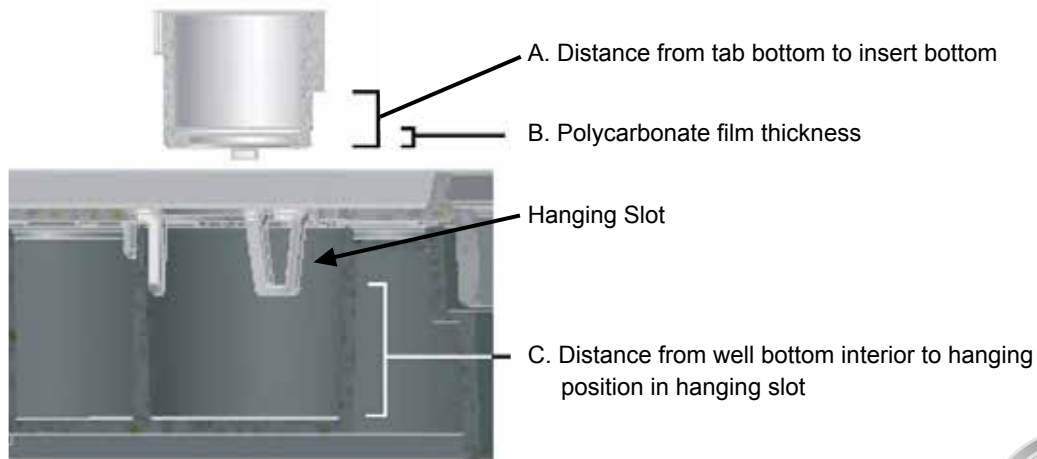 A. Distance from tab bottom to insert bottom
B. Polycarbonate film thickness
Hanging Slot
C. Distance from well bottom interior to hanging
position in hanging slot